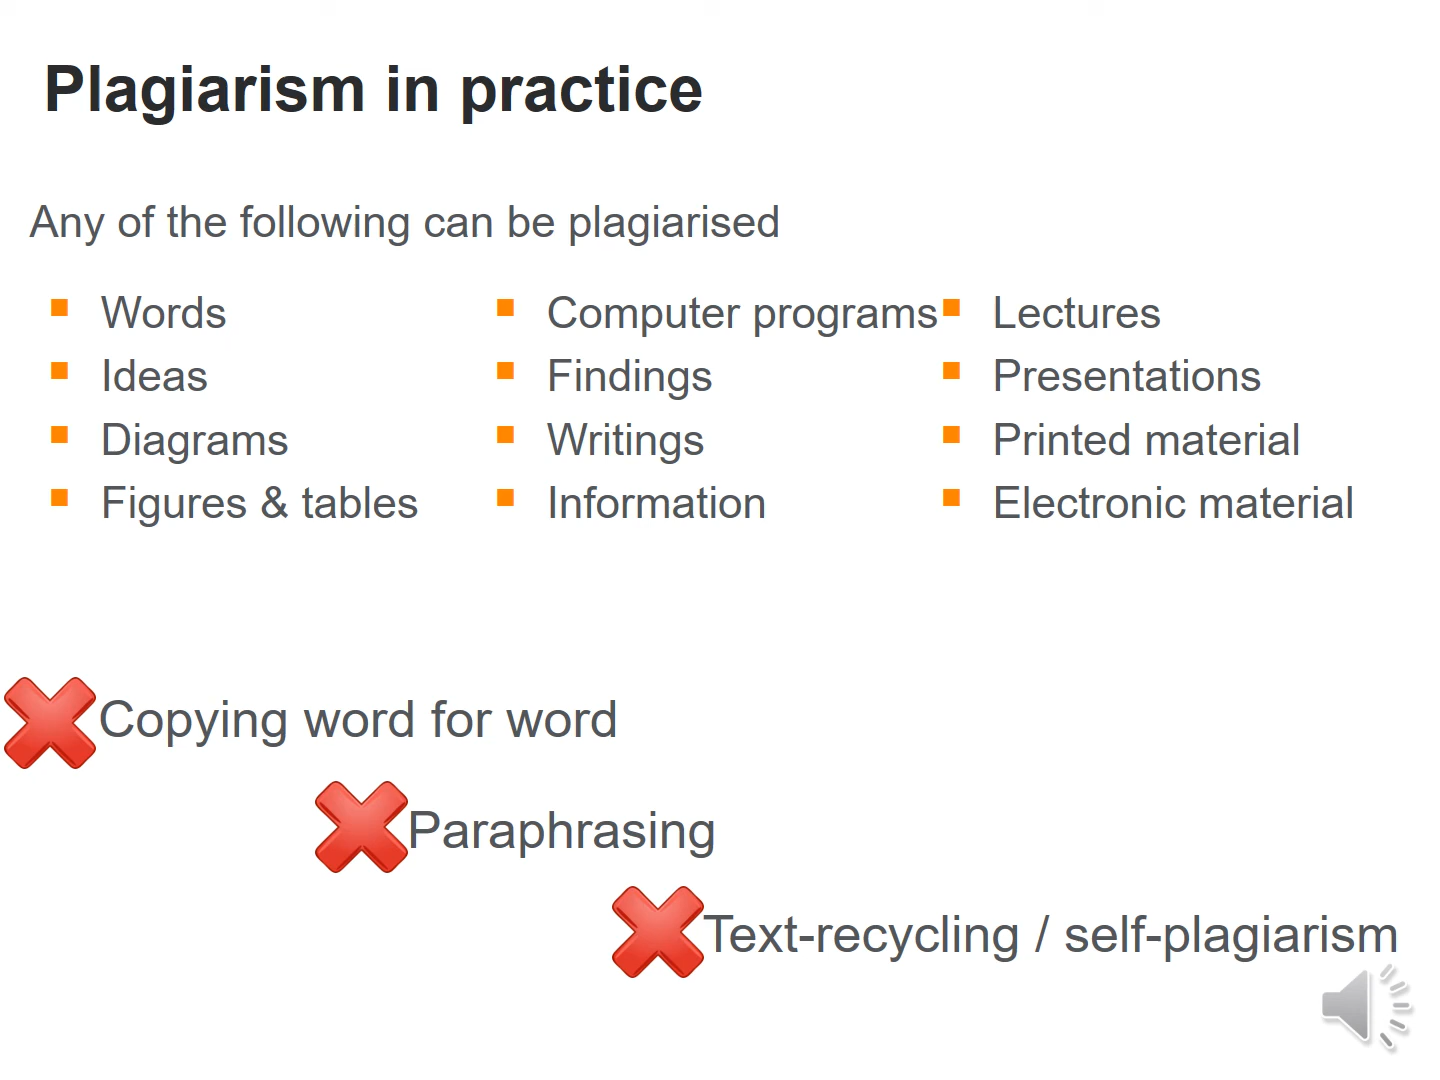 Plagiarism in practice
Any of the following can be plagiarised
Words
Ideas
Diagrams
Figures & tables
Computer programs
Findings
Writings
Information
Lectures
Presentations
Printed material
Electronic material
Copying word for word
Paraphrasing
Text-recycling / self-plagiarism